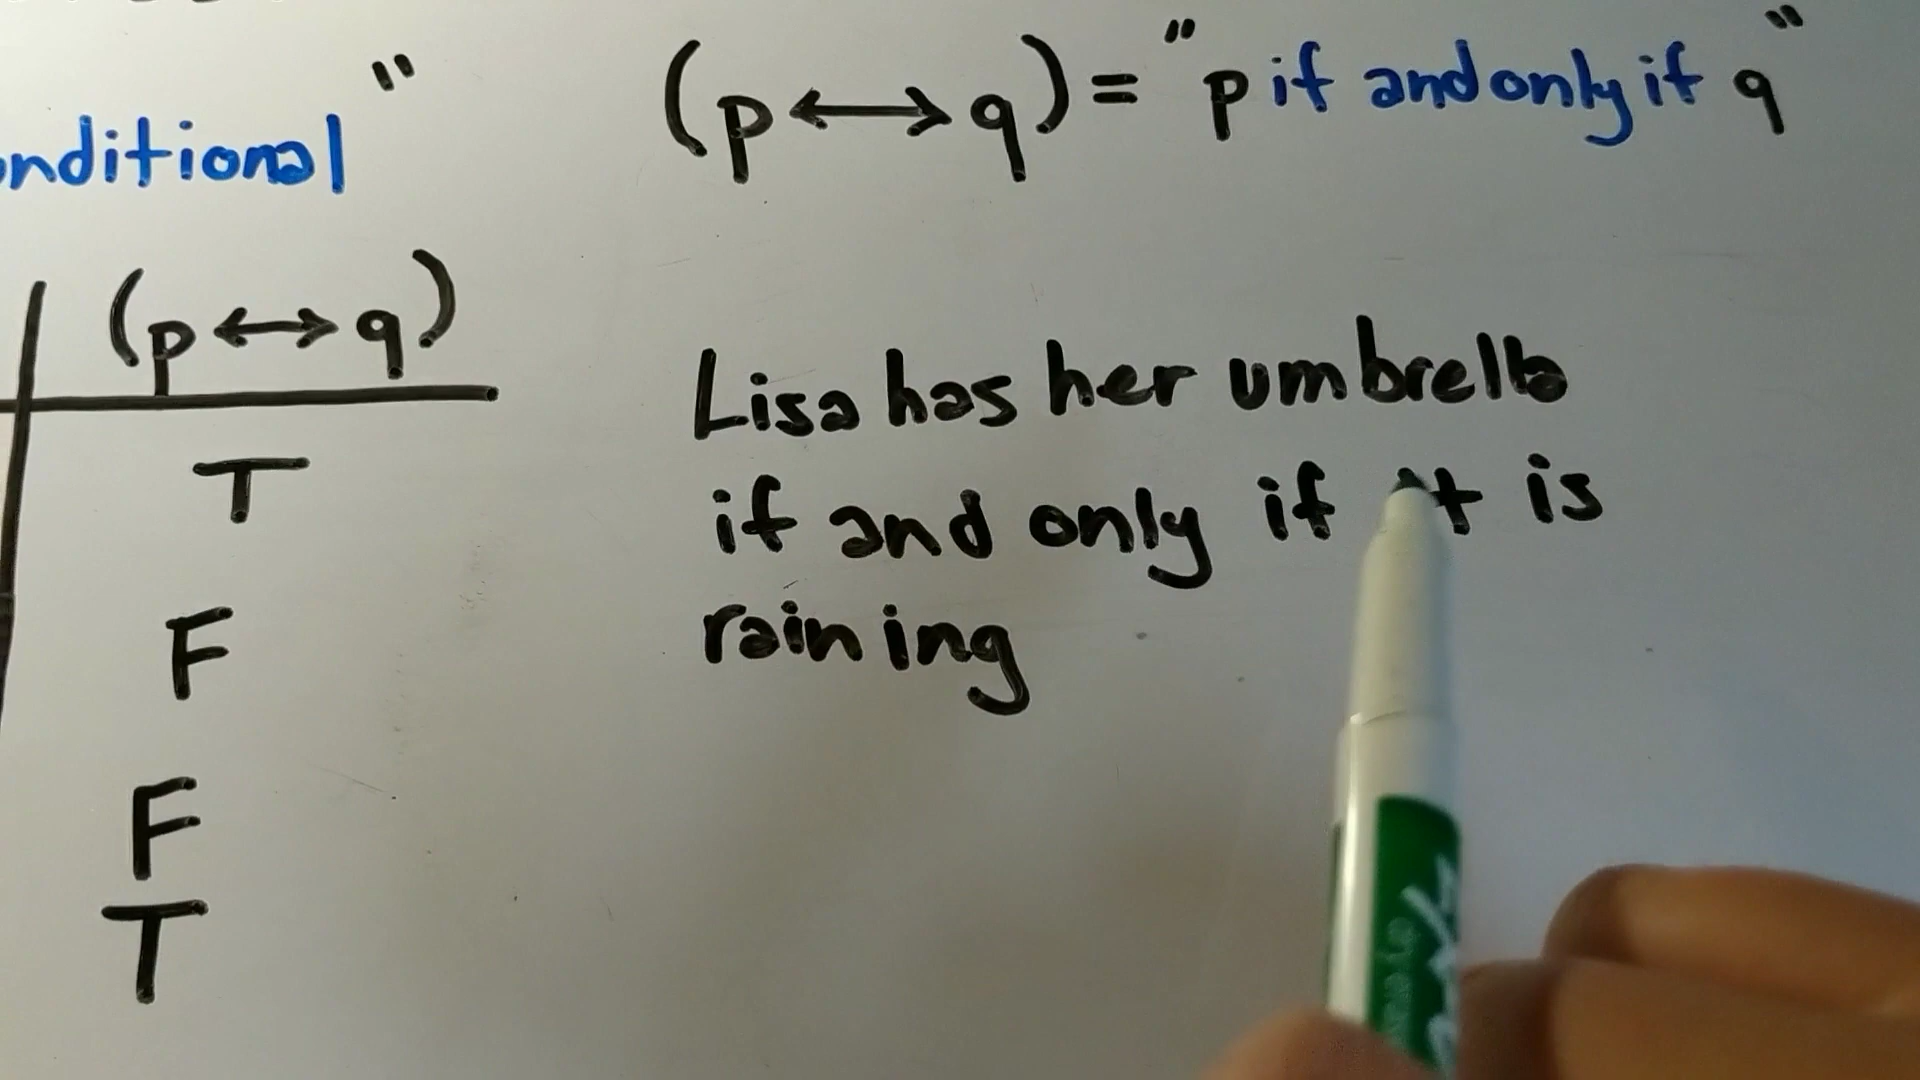 (p ↔ q) = "p if and only if q"
onditional"
(p ↔ q)
T
F
F
T
Lisa has her umbrella
if and only if it is
raining